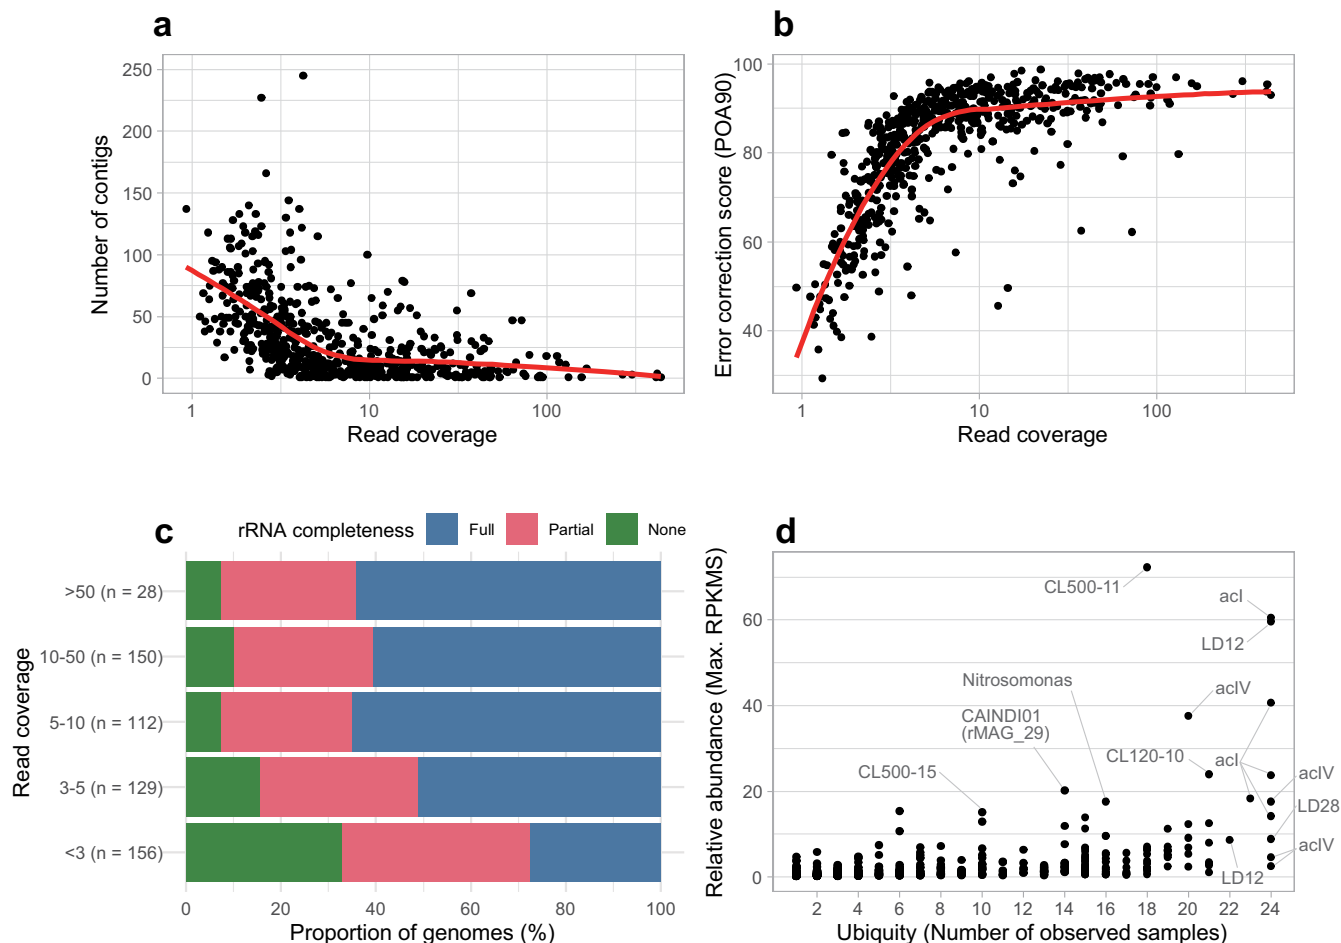 a
Number of contigs
250
200
150
100
50
0
1
10
100
Read coverage
b
Error correction score (POA90)
100
80
60
40
1
10
100
Read coverage
c
rRNA completeness
Full
Partial
None
Read coverage
>50 (n = 28)
10-50 (n = 150)
5-10 (n = 112)
3-5 (n = 129)
<3 (n = 156)
0 20 40 60 80 100
Proportion of genomes (%)
d
Relative abundance (Max. RPKMS)
60
40
20
0
CL500-11
acI
LD12
Nitrosomonas
acIV
CAINDI01
(rMAG_29)
CL120-10
acI
CL500-15
acIV
LD28
acIV
LD12
2 4 6 8 10 12 14 16 18 20 22 24
Ubiquity (Number of observed samples)